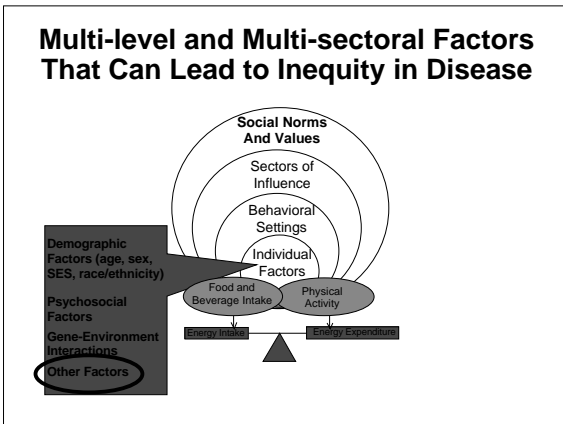 Multi-level and Multi-sectoral Factors
That Can Lead to Inequity in Disease
Social Norms
And Values
Sectors of
Influence
Behavioral
Settings
Individual
Factors
Food and
Beverage Intake
Physical
Activity
Energy Intake
Energy Expenditure
Demographic
Factors (age, sex,
SES, race/ethnicity)
Psychosocial
Factors
Gene-Environment
Interactions
Other Factors